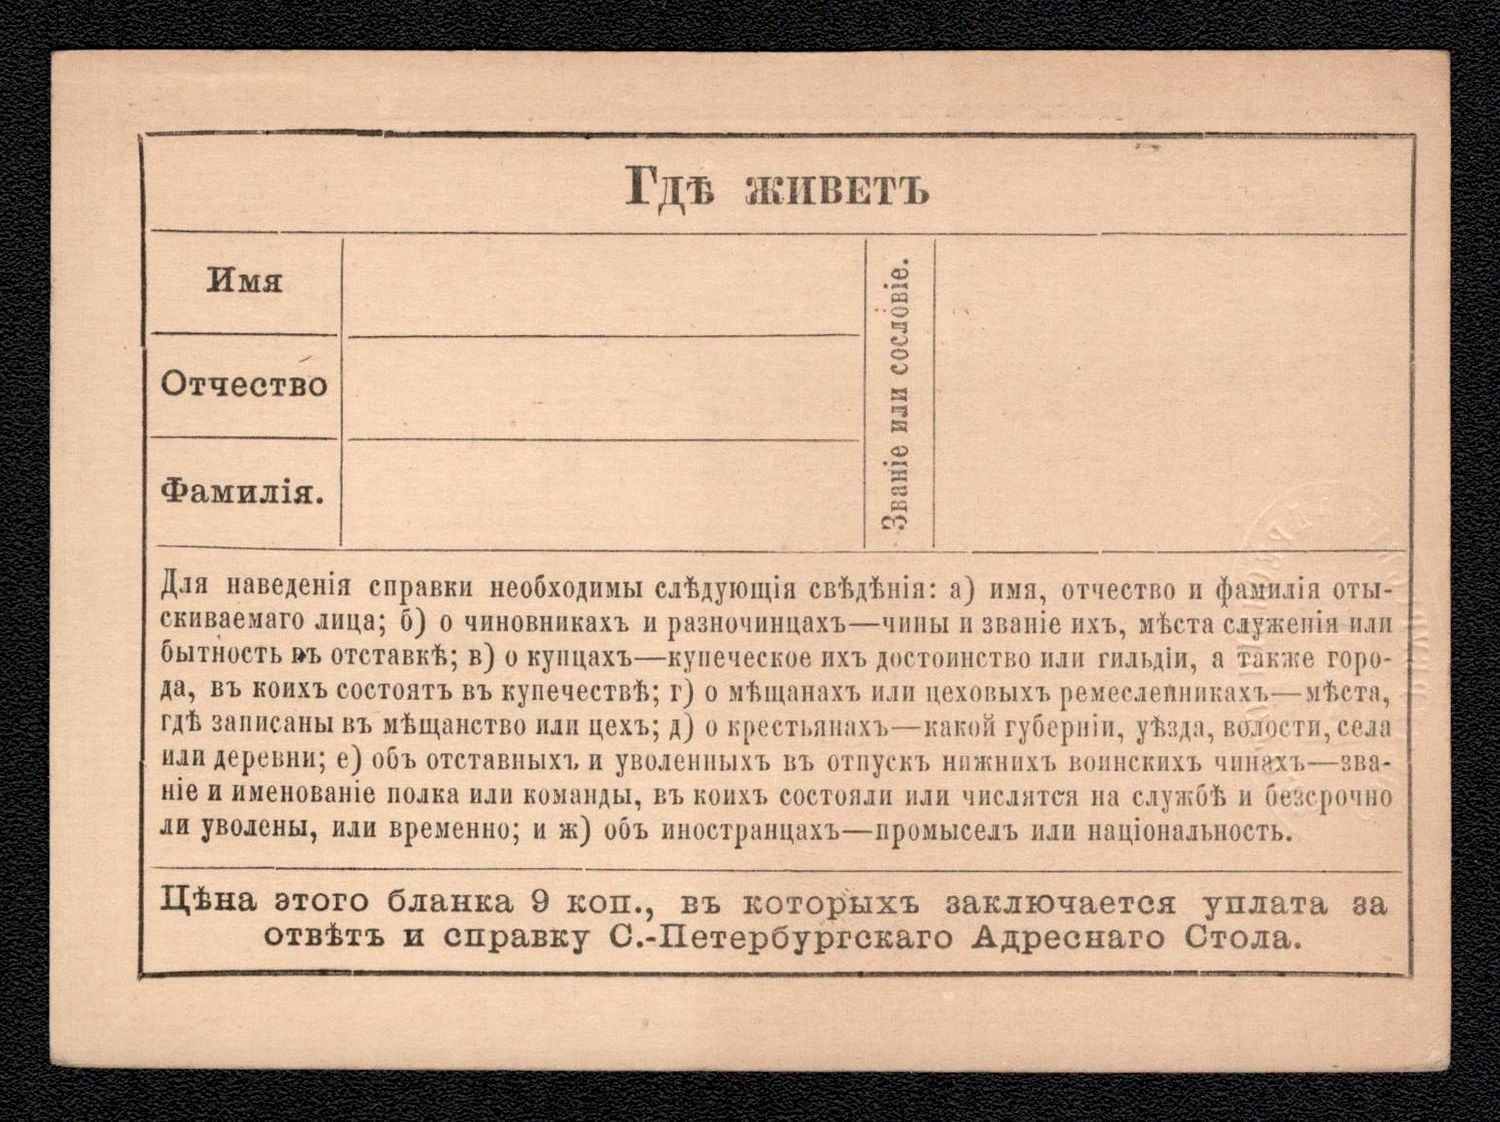 Гдѣ живетъ
Имя
Отчество
Фамилія.
Званіе или сословіе.
Для наведенія справки необходимы слѣдующія свѣдѣнія: а) имя, отчество и фамилія оты-
скиваемаго лица; б) о чиновникахъ и разночинцахъ—чины и званіе ихъ, мѣста служенія или
бытность въ отставкѣ; в) о купцахъ—купеческое ихъ достоинство или гильдіи, а также горо-
да, въ коихъ состоятъ въ купечествѣ; г) о мѣщанахъ или цеховыхъ ремеслейникахъ—мѣста,
гдѣ записаны въ мѣщанство или цехъ; д) о крестьянахъ—какой губерніи, уѣзда, волости, села
или деревни; е) объ отставныхъ и уволенныхъ въ отпускъ нижнихъ воинскихъ чинахъ—зва-
ніе и именованіе полка или команды, въ коихъ состояли или числятся на службѣ и безсрочно
ли уволены, или временно; и ж) объ иностранцахъ—промыселъ или національность.
Цѣна этого бланка 9 коп., въ которыхъ заключается уплата за
отвѣтъ и справку С.-Петербургскаго Адреснаго Стола.